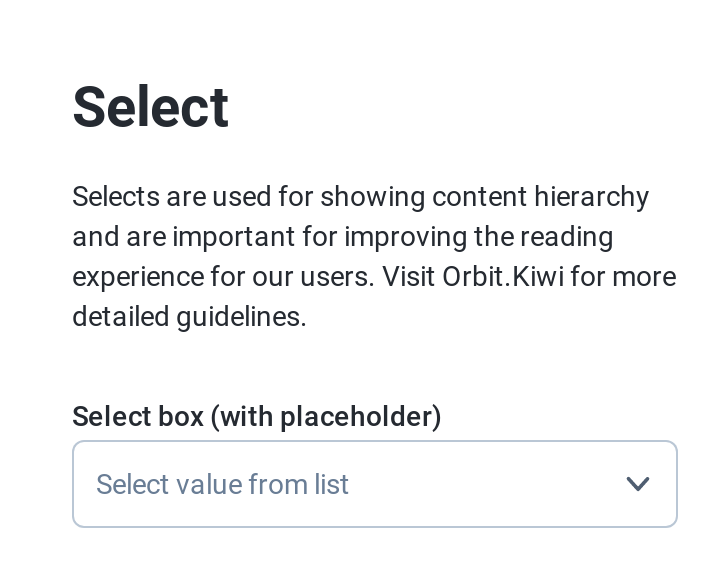 Select
Selects are used for showing content hierarchy
and are important for improving the reading
experience for our users. Visit Orbit.Kiwi for more
detailed guidelines.
Select box (with placeholder)
Select value from list